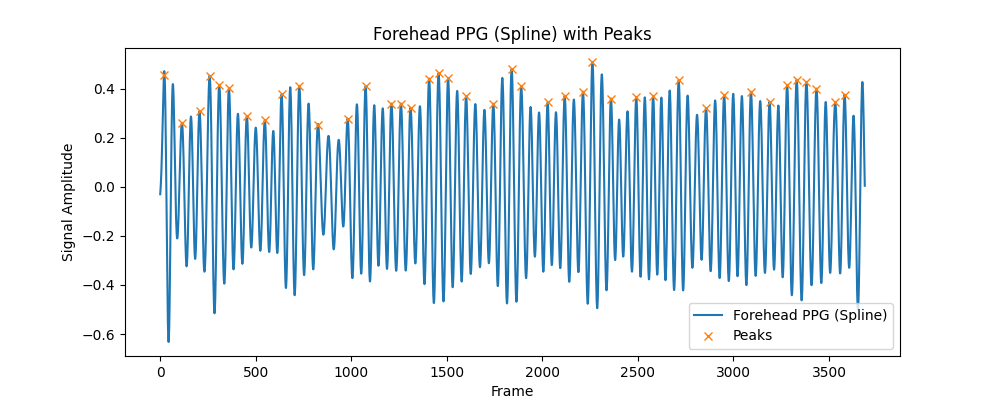 Forehead PPG (Spline) with Peaks
Signal Amplitude
0.4
0.2
0.0
−0.2
−0.4
−0.6
0 500 1000 1500 2000 2500 3000 3500
Frame
Forehead PPG (Spline)
Peaks